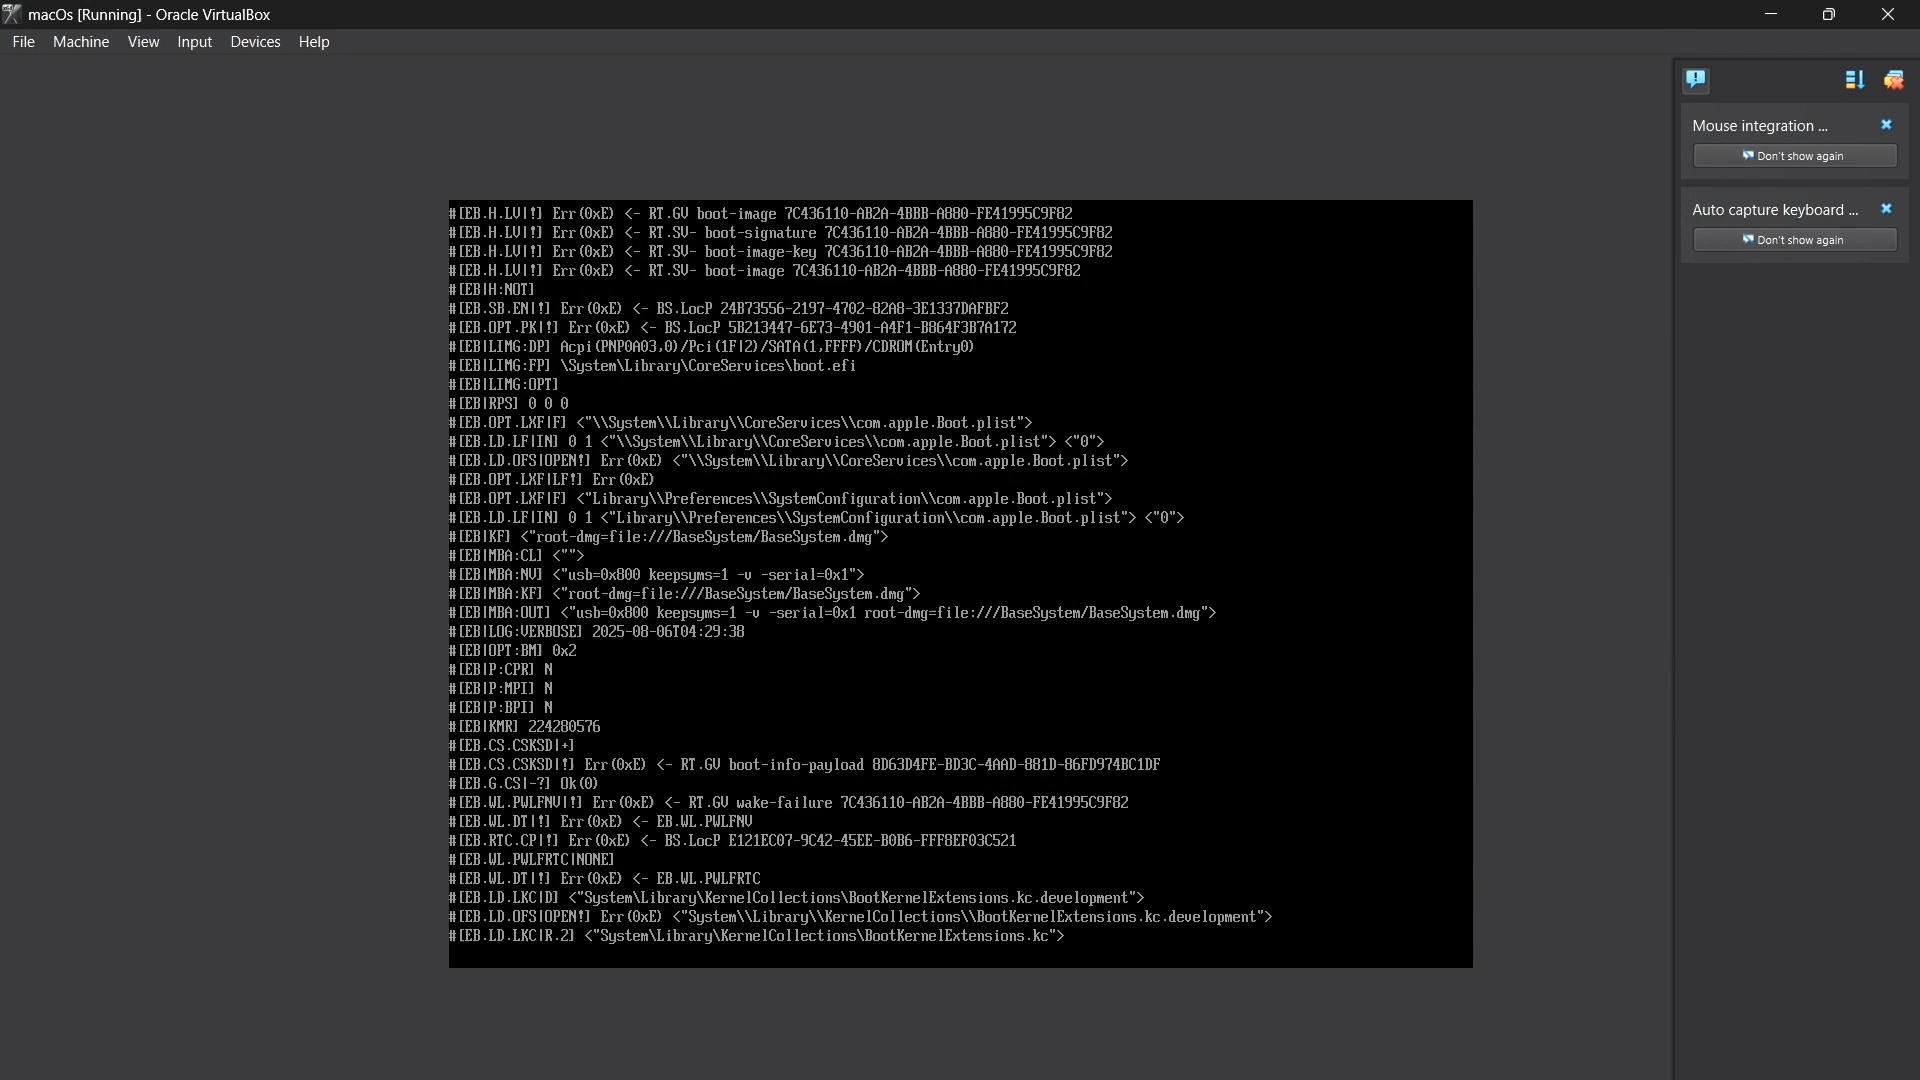 macOs [Running] - Oracle VirtualBox
File Machine View Input Devices Help
Mouse integration ...
Don't show again
Auto capture keyboard ...
Don't show again
#[EB.H.LV|!] Err(0xE) <- RT.GV boot-image 7C436110-AB2A-4BBB-A880-FE41995C9F82
#[EB.H.LV|!] Err(0xE) <- RT.SV- boot-signature 7C436110-AB2A-4BBB-A880-FE41995C9F82
#[EB.H.LV|!] Err(0xE) <- RT.SV- boot-image-key 7C436110-AB2A-4BBB-A880-FE41995C9F82
#[EB.H.LV|!] Err(0xE) <- RT.SV- boot-image 7C436110-AB2A-4BBB-A880-FE41995C9F82
#[EB|H:NOT]
#[EB.SB.EN|!] Err(0xE) <- BS.LocP 24B73556-2197-4702-82A8-3E1337DAFBF2
#[EB.OPT.PK|!] Err(0xE) <- BS.LocP 5B213447-6E73-4901-A4F1-B864F3B7A172
#[EB|LIMG:DP] Acpi(PNP0A03,0)/Pci(1F|2)/SATA(1,FFFF)/CDROM(Entry0)
#[EB|LIMG:FP] \System\Library\CoreServices\boot.efi
#[EB|LIMG:OPT]
#[EB|RPS] 0 0 0
#[EB.OPT.LXF|F] <"\\System\\Library\\CoreServices\\com.apple.Boot.plist">
#[EB.LD.LF|IN] 0 1 <"\\System\\Library\\CoreServices\\com.apple.Boot.plist"> <"0">
#[EB.LD.OFS|OPEN!] Err(0xE) <"\\System\\Library\\CoreServices\\com.apple.Boot.plist">
#[EB.OPT.LXF|LF!] Err(0xE)
#[EB.OPT.LXF|F] <"Library\\Preferences\\SystemConfiguration\\com.apple.Boot.plist">
#[EB.LD.LF|IN] 0 1 <"Library\\Preferences\\SystemConfiguration\\com.apple.Boot.plist"> <"0">
#[EB|KF] <"root-dmg=file:///BaseSystem/BaseSystem.dmg">
#[EB|MBA:CL] <"">
#[EB|MBA:NV] <"usb=0x800 keepsyms=1 -v -serial=0x1">
#[EB|MBA:KF] <"root-dmg=file:///BaseSystem/BaseSystem.dmg">
#[EB|MBA:OUT] <"usb=0x800 keepsyms=1 -v -serial=0x1 root-dmg=file:///BaseSystem/BaseSystem.dmg">
#[EB|LOG:VERBOSE] 2025-08-06T04:29:38
#[EB|OPT:BM] 0x2
#[EB|P:CPR] N
#[EB|P:MPI] N
#[EB|P:BPI] N
#[EB|KMR] 224280576
#[EB.CS.CSKSD|+]
#[EB.CS.CSKSD|!] Err(0xE) <- RT.GV boot-info-payload 8D63D4FE-BD3C-4AAD-881D-86FD974BC1DF
#[EB.G.CS|-?] Ok(0)
#[EB.WL.PWLFNV|!] Err(0xE) <- RT.GV wake-failure 7C436110-AB2A-4BBB-A880-FE41995C9F82
#[EB.WL.DT|!] Err(0xE) <- EB.WL.PWLFNV
#[EB.RTC.CP|!] Err(0xE) <- BS.LocP E121EC07-9C42-45EE-B0B6-FFF8EF03C521
#[EB.WL.PWLFRTC|NONE]
#[EB.WL.DT|!] Err(0xE) <- EB.WL.PWLFRTC
#[EB.LD.LKC|D] <"System\Library\KernelCollections\BootKernelExtensions.kc.development">
#[EB.LD.OFS|OPEN!] Err(0xE) <"System\\Library\\KernelCollections\\BootKernelExtensions.kc.development">
#[EB.LD.LKC|R.2] <"System\Library\KernelCollections\BootKernelExtensions.kc">